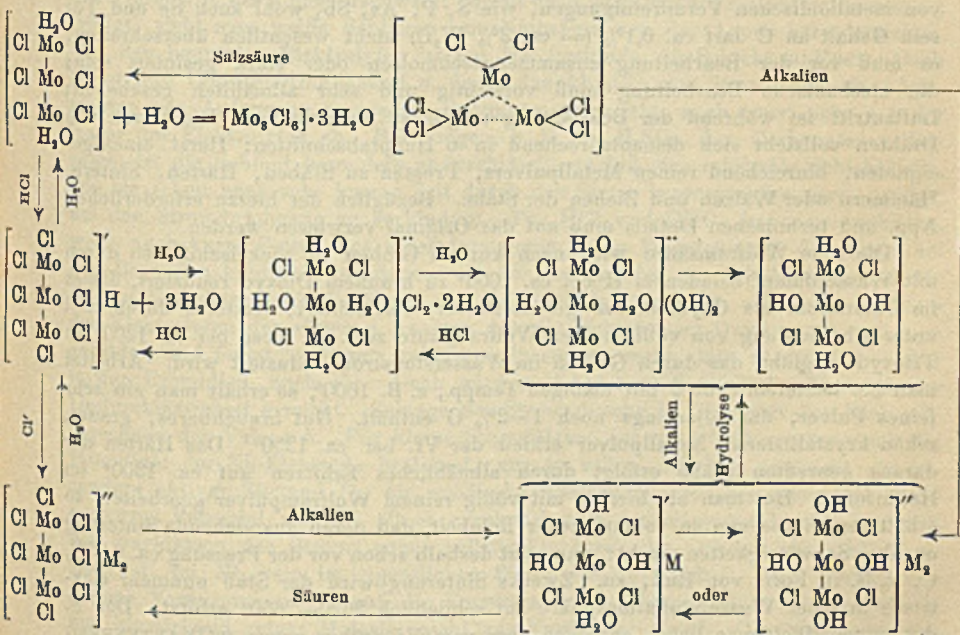 H₂O
Cl Mo Cl
Mo
Cl Mo Cl
H₂O
+ H₂O = [Mo₃Cl₆]·3H₂O
Salzsäure
Cl Cl
Mo
Cl Cl
Mo Mo
Cl Cl
Alkalien
HCl
H₂O
Cl
Cl Mo Cl
Cl Mo Cl
Cl Mo Cl
Cl
′
H + 3H₂O
H₂O
HCl
H₂O
Cl Mo Cl
H₂O Mo H₂O
Cl Mo Cl
H₂O
″
Cl₂·2H₂O
H₂O
HCl
H₂O
Cl Mo Cl
H₂O Mo H₂O
Cl Mo Cl
H₂O
(OH)₂
H₂O
Cl Mo Cl
HO Mo OH
Cl Mo Cl
H₂O
Cl′
H₂O
Alkalien
Hydrolyse
Cl
Cl Mo Cl
Cl Mo Cl
Cl Mo Cl
Cl
″
M₂
Alkalien
Säuren
OH
Cl Mo Cl
HO Mo OH
Cl Mo Cl
H₂O
′
M
oder
OH
Cl Mo Cl
HO Mo OH
Cl Mo Cl
OH
″
M₂